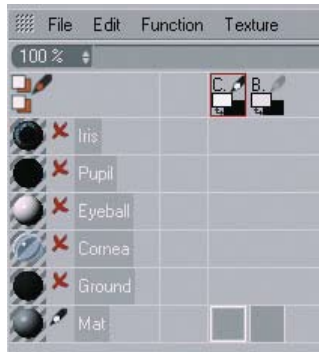 File Edit Function Texture
100 %
C. B.
Iris
Pupil
Eyeball
Cornea
Ground
Mat